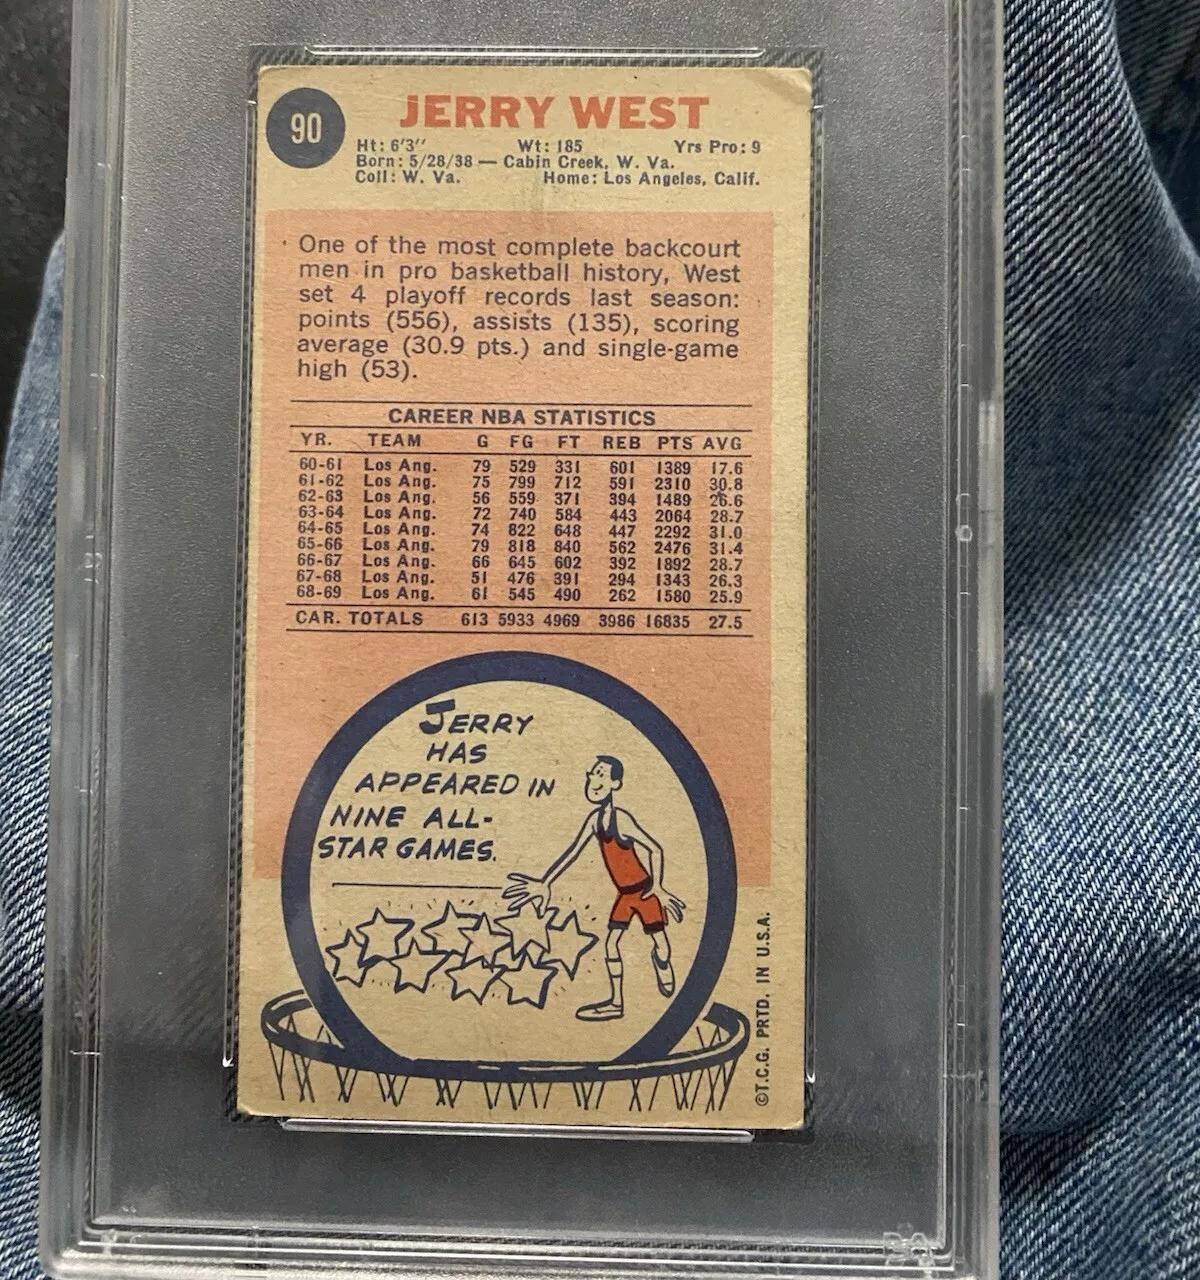 90
JERRY WEST
Ht: 6'3" Wt: 185 Yrs Pro: 9
Born: 5/28/38 — Cabin Creek, W. Va.
Coll: W. Va. Home: Los Angeles, Calif.
One of the most complete backcourt
men in pro basketball history, West
set 4 playoff records last season:
points (556), assists (135), scoring
average (30.9 pts.) and single-game
high (53).
CAREER NBA STATISTICS
YR. TEAM G FG FT REB PTS AVG
60-61 Los Ang. 79 529 331 601 1389 17.6
61-62 Los Ang. 75 799 712 591 2310 30.8
62-63 Los Ang. 56 559 371 394 1489 26.6
63-64 Los Ang. 72 740 584 443 2064 28.7
64-65 Los Ang. 74 822 648 447 2292 31.0
65-66 Los Ang. 79 818 840 562 2476 31.4
66-67 Los Ang. 66 645 602 392 1892 28.7
67-68 Los Ang. 51 476 391 294 1343 26.3
68-69 Los Ang. 61 545 490 262 1580 25.9
CAR. TOTALS 613 5933 4969 3986 16835 27.5
JERRY
HAS
APPEARED IN
NINE ALL-
STAR GAMES.
©T.C.G. PRTD. IN U.S.A.